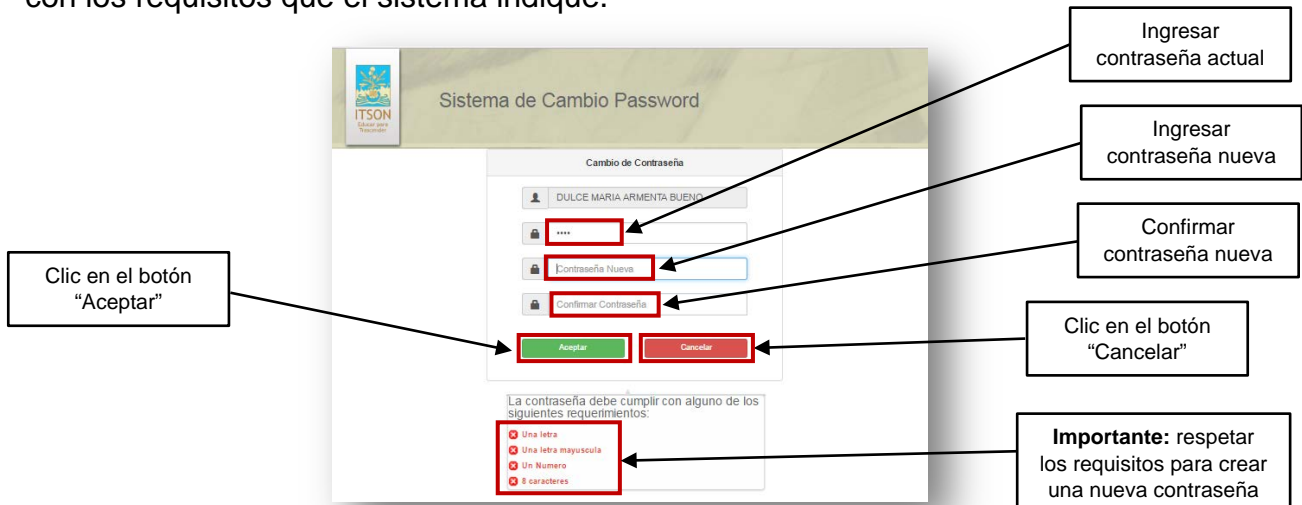 con los requisitos que el sistema indique.
Ingresar
contraseña actual
ITSON
Educar para
Trascender
Sistema de Cambio Password
Ingresar
contraseña nueva
Cambio de Contraseña
DULCE MARIA ARMENTA BUENO
Confirmar
contraseña nueva
Contraseña Nueva
Clic en el botón
“Aceptar”
Confirmar Contraseña
Clic en el botón
“Cancelar”
Aceptar
Cancelar
La contraseña debe cumplir con alguno de los
siguientes requerimientos:
Una letra
Una letra mayuscula
Un Numero
8 caracteres
Importante: respetar
los requisitos para crear
una nueva contraseña